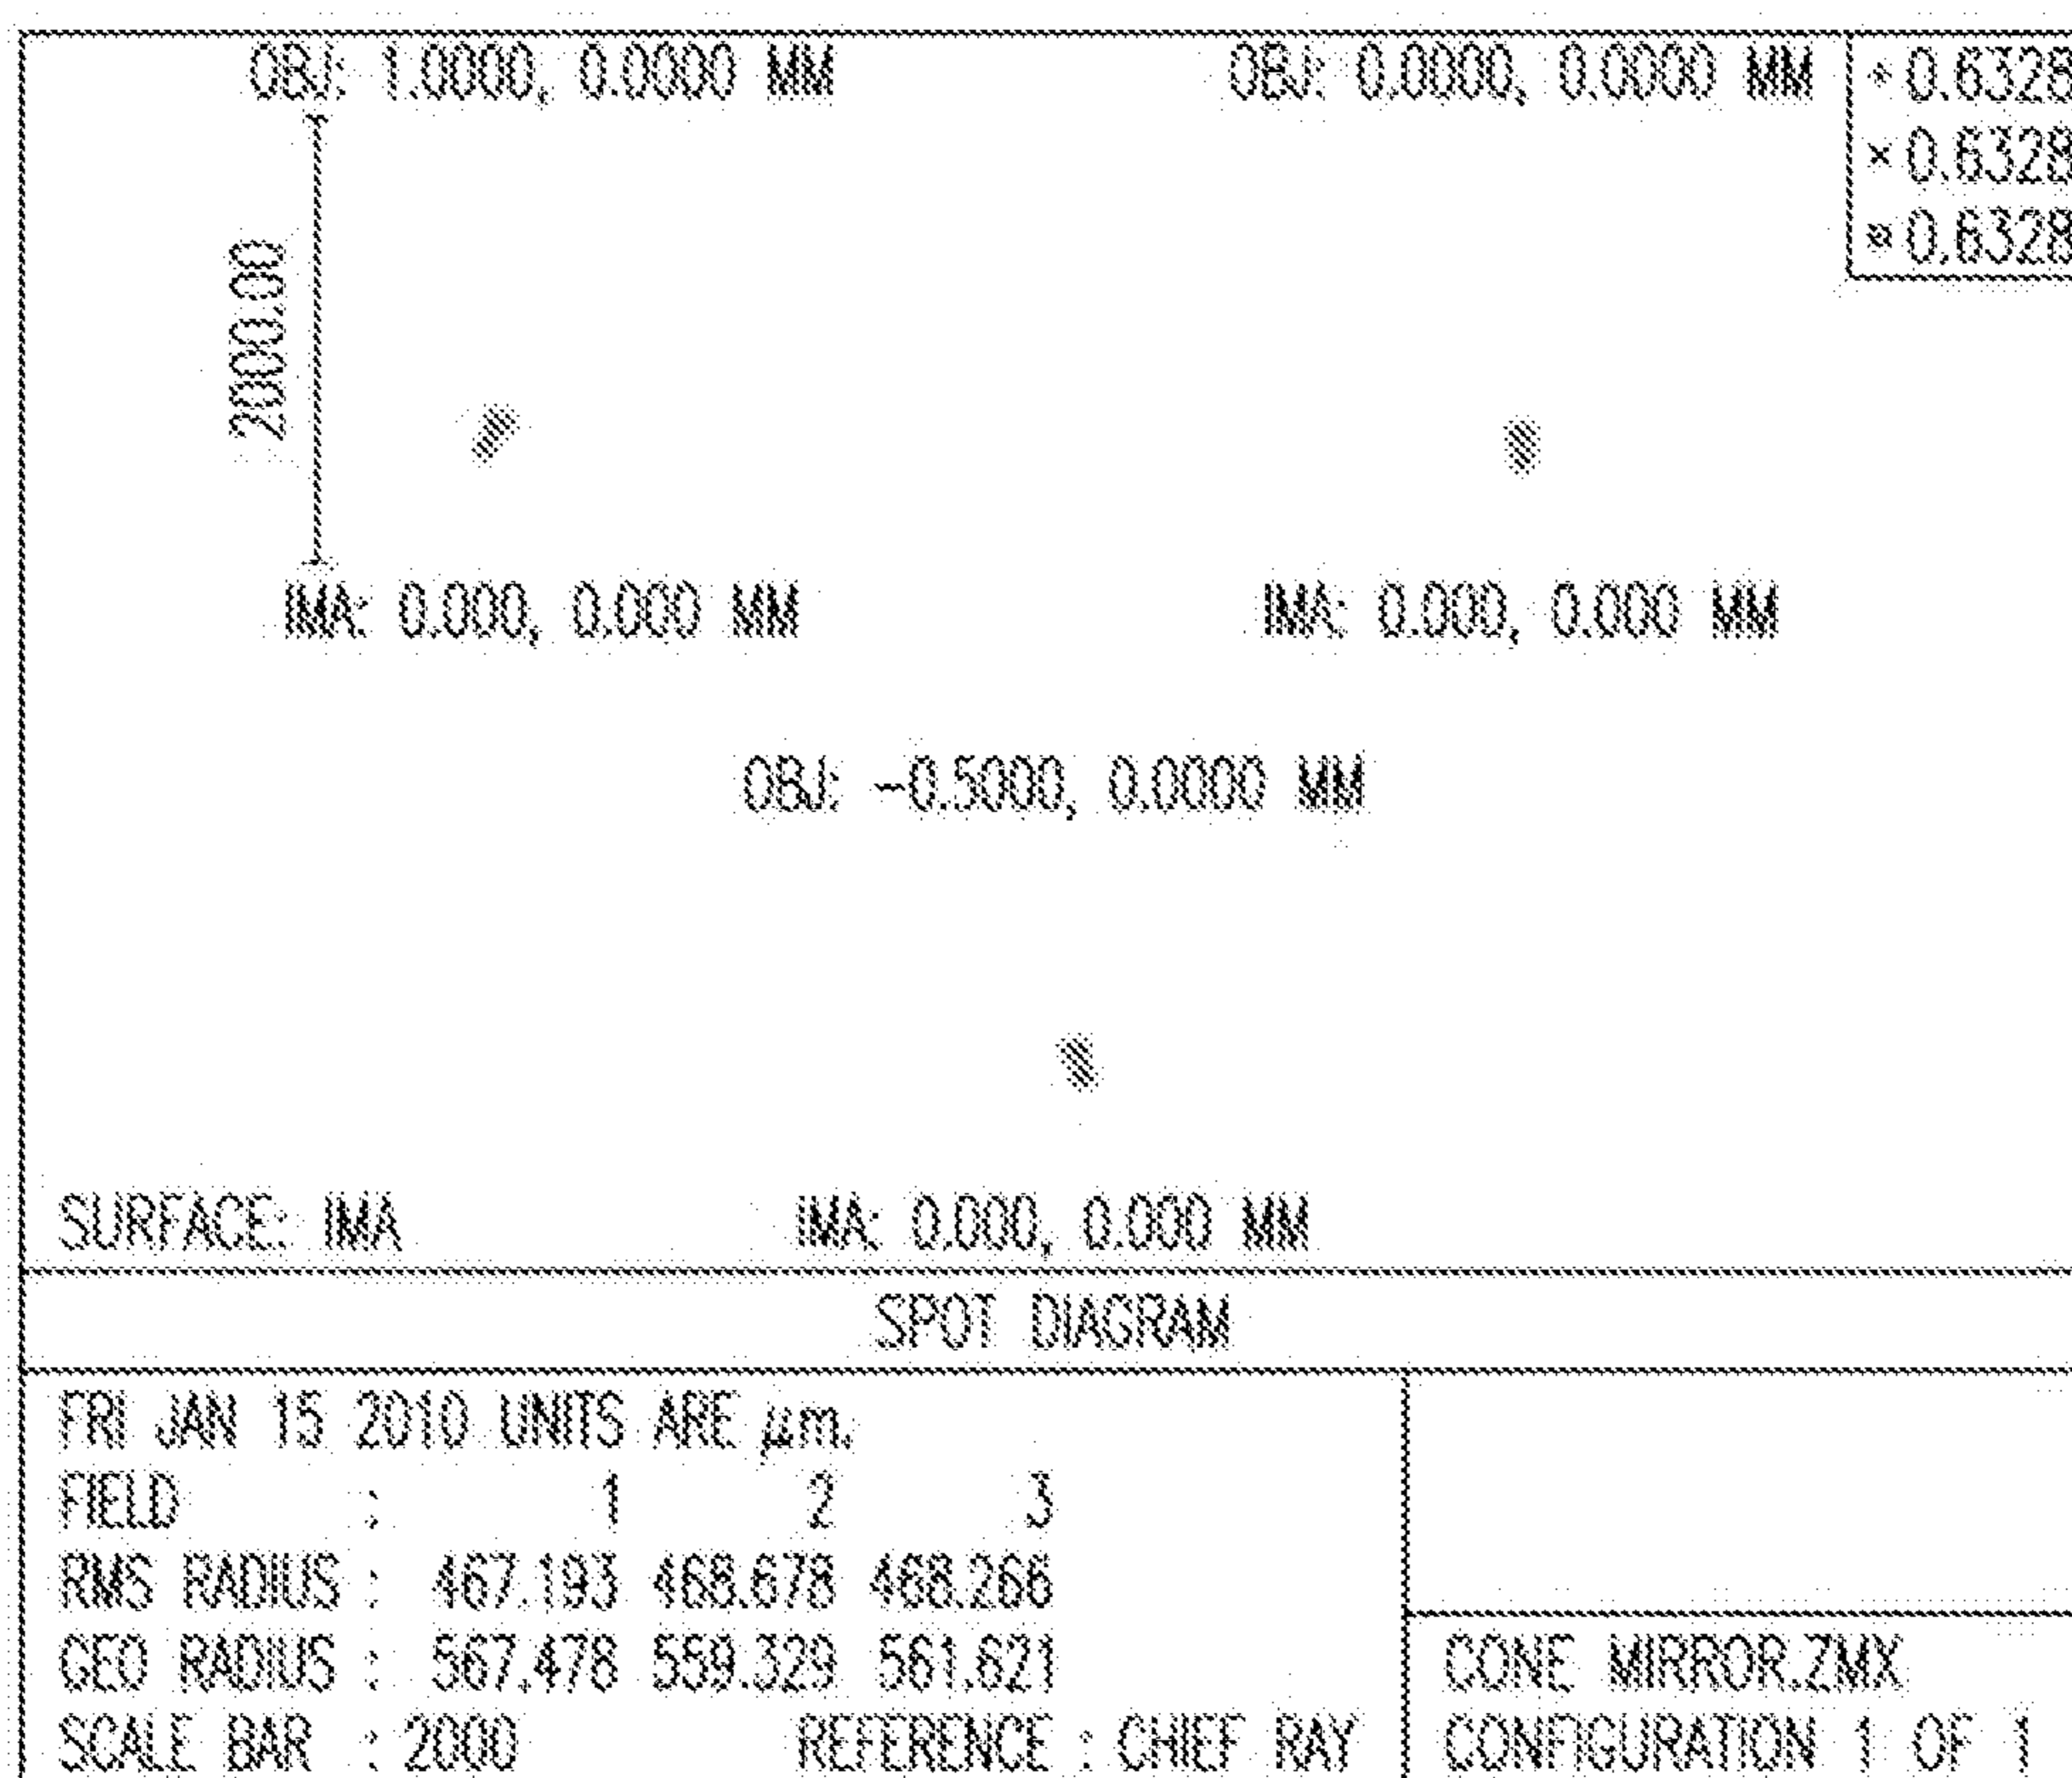 OBJ: 1.0000, 0.0000 MM
OBJ: 0.0000, 0.0000 MM
+ 0.6328
× 0.6328
¤ 0.6328
2000.00
IMA: 0.000, 0.000 MM
IMA: 0.000, 0.000 MM
OBJ: -0.5000, 0.0000 MM
SURFACE: IMA
IMA: 0.000, 0.000 MM
SPOT DIAGRAM
FRI JAN 15 2010 UNITS ARE μm.
FIELD : 1 2 3
RMS RADIUS : 467.193 468.678 468.266
GEO RADIUS : 567.478 559.329 561.621
SCALE BAR : 2000 REFERENCE : CHIEF RAY
CONE MIRROR.ZMX
CONFIGURATION 1 OF 1